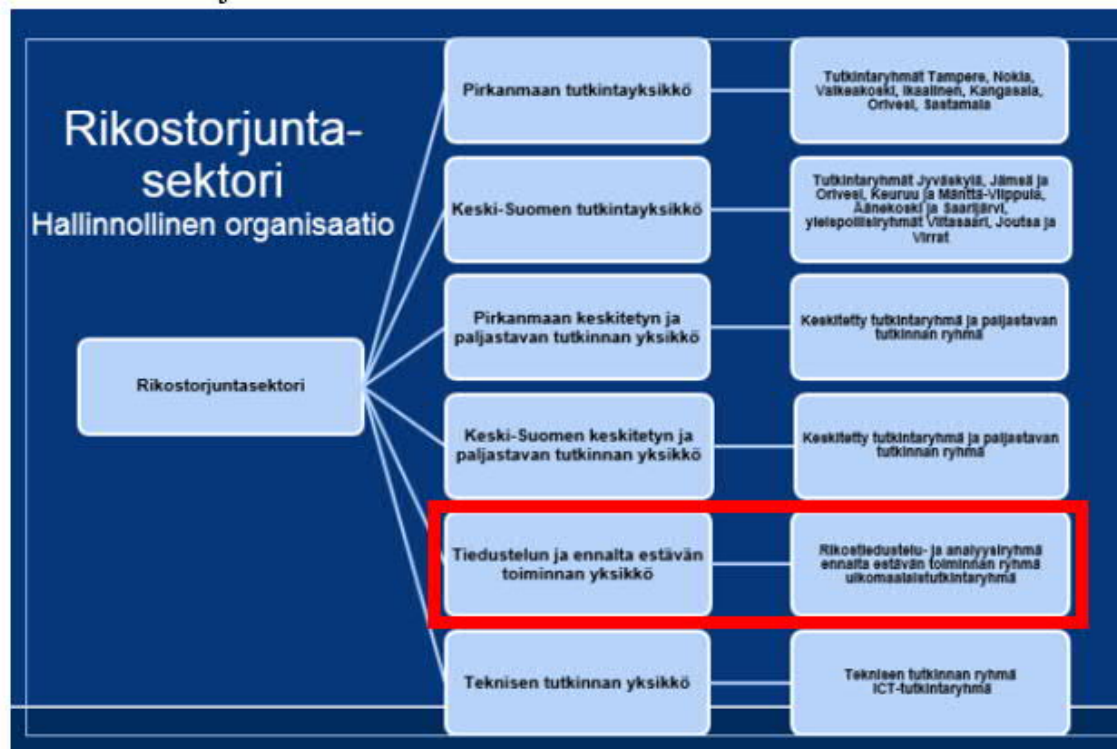 Rikostorjunta-
sektori
Hallinnollinen organisaatio
Rikostorjuntasektori
Pirkanmaan tutkintayksikkö
Tutkintaryhmät Tampere, Nokia,
Valkeakoski, Ikaalinen, Kangasala,
Orivesi, Sastamala
Keski-Suomen tutkintayksikkö
Tutkintaryhmät Jyväskylä, Jämsä ja
Orivesi, Keuruu ja Mänttä-Vilppula,
Äänekoski ja Saarijärvi,
yleispoliisiryhmät Viitasaari, Joutsa ja
Virrat
Pirkanmaan keskitetyn ja
paljastavan tutkinnan yksikkö
Keskitetty tutkintaryhmä ja paljastavan
tutkinnan ryhmä
Keski-Suomen keskitetyn ja
paljastavan tutkinnan yksikkö
Keskitetty tutkintaryhmä ja paljastavan
tutkinnan ryhmä
Tiedustelun ja ennalta estävän
toiminnan yksikkö
Rikostiedustelu- ja analyysiryhmä
ennalta estävän toiminnan ryhmä
ulkomaalaistutkintaryhmä
Teknisen tutkinnan yksikkö
Teknisen tutkinnan ryhmä
ICT-tutkintaryhmä